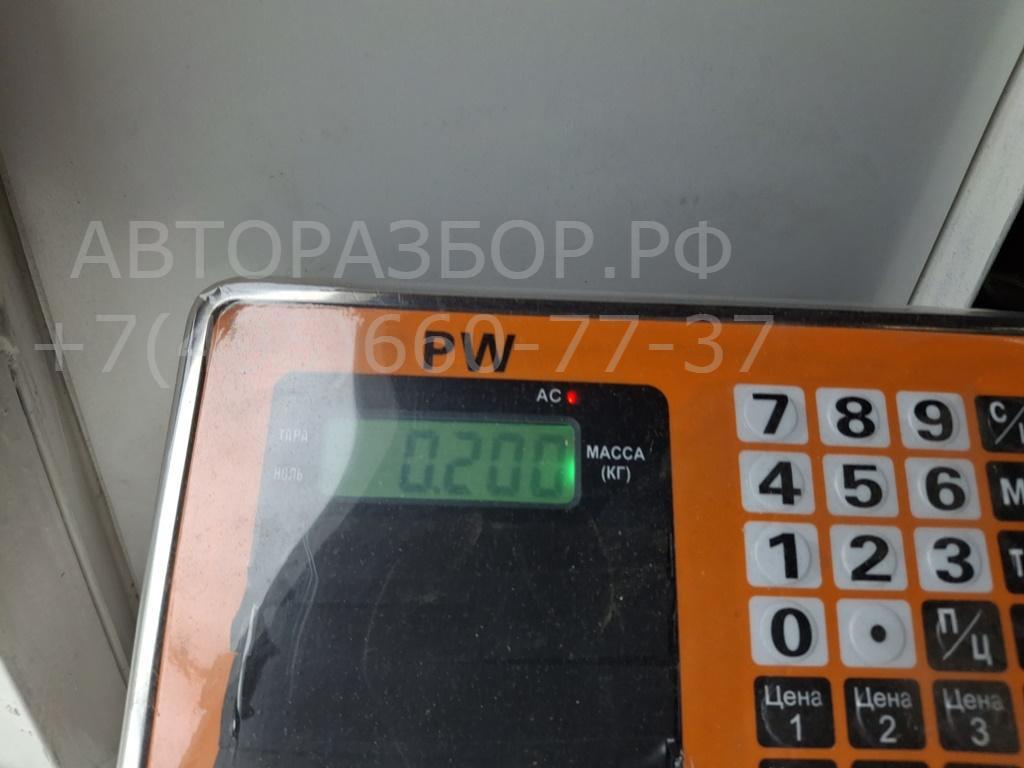 АВТОРАЗБОР.РФ
PW
AC
ТАРА
0.200
МАССА
(КГ)
НОЛЬ
7 8 9
4 5 6
1 2 3
0 . П/Ц
Цена Цена Цена
1 2 3